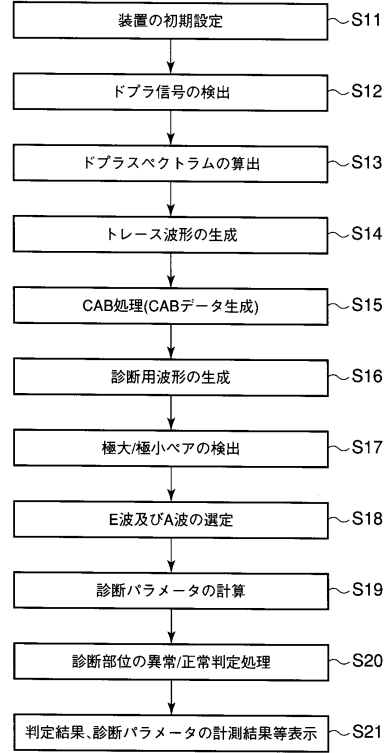 装置の初期設定 S11
ドプラ信号の検出 S12
ドプラスペクトラムの算出 S13
トレース波形の生成 S14
CAB処理(CABデータ生成) S15
診断用波形の生成 S16
極大/極小ペアの検出 S17
E波及びA波の選定 S18
診断パラメータの計算 S19
診断部位の異常/正常判定処理 S20
判定結果、診断パラメータの計測結果等表示 S21